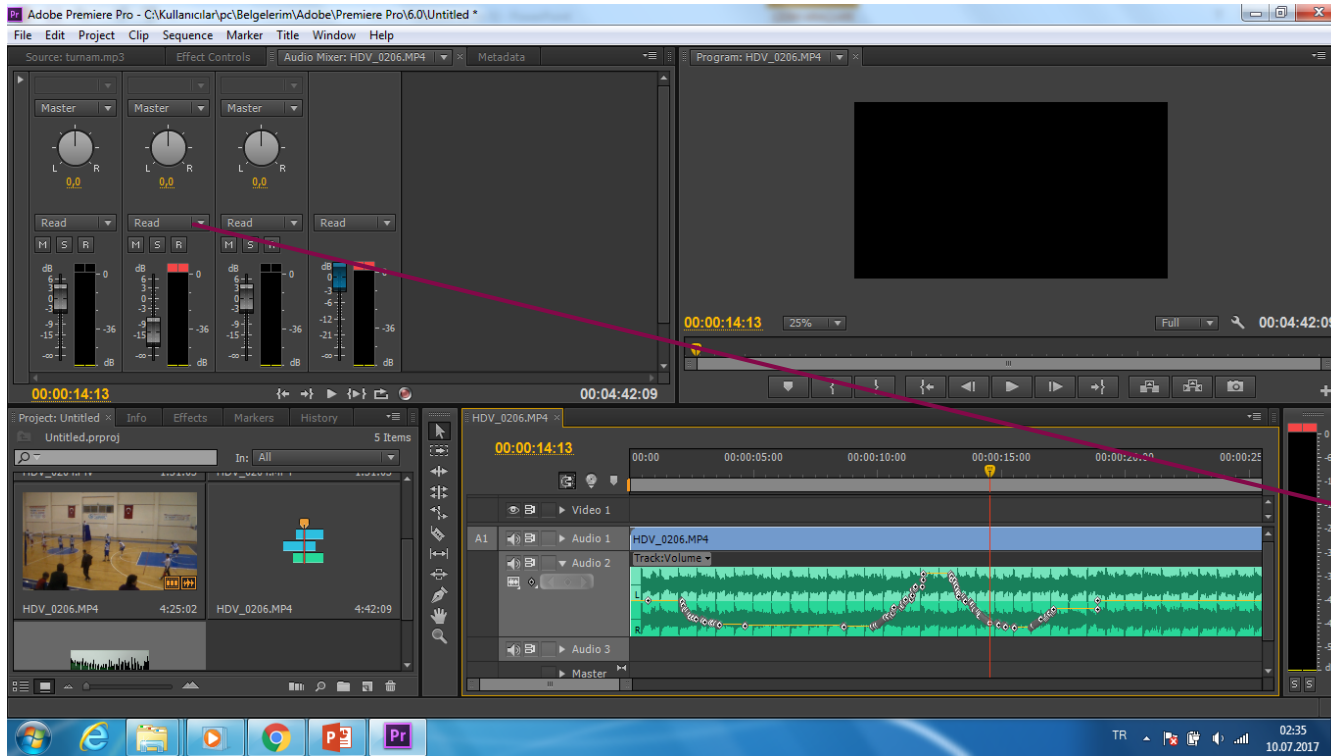 Adobe Premiere Pro - C:\Kullanıcılar\pc\Belgelerim\Adobe\Premiere Pro\6.0\Untitled *
File Edit Project Clip Sequence Marker Title Window Help
Source: turnam.mp3 Effect Controls Audio Mixer: HDV_0206.MP4 Metadata
Program: HDV_0206.MP4
Master Master Master
L R L R L R
0,0 0,0 0,0
Read Read Read Read
M S R M S R M S R
dB dB dB dB
00:00:14:13 00:04:42:09
00:00:14:13 25% Full 00:04:42:09
Project: Untitled Info Effects Markers History
Untitled.prproj 5 Items
In: All
HDV_0206.MP4 4:25:02 HDV_0206.MP4 4:42:09
HDV_0206.MP4
00:00:14:13
00:00 00:00:05:00 00:00:10:00 00:00:15:00 00:00:20:00 00:00:25
Video 1
A1 Audio 1 HDV_0206.MP4
Audio 2 Track:Volume
L
R
Audio 3
Master
S S
TR 02:35
10.07.2017